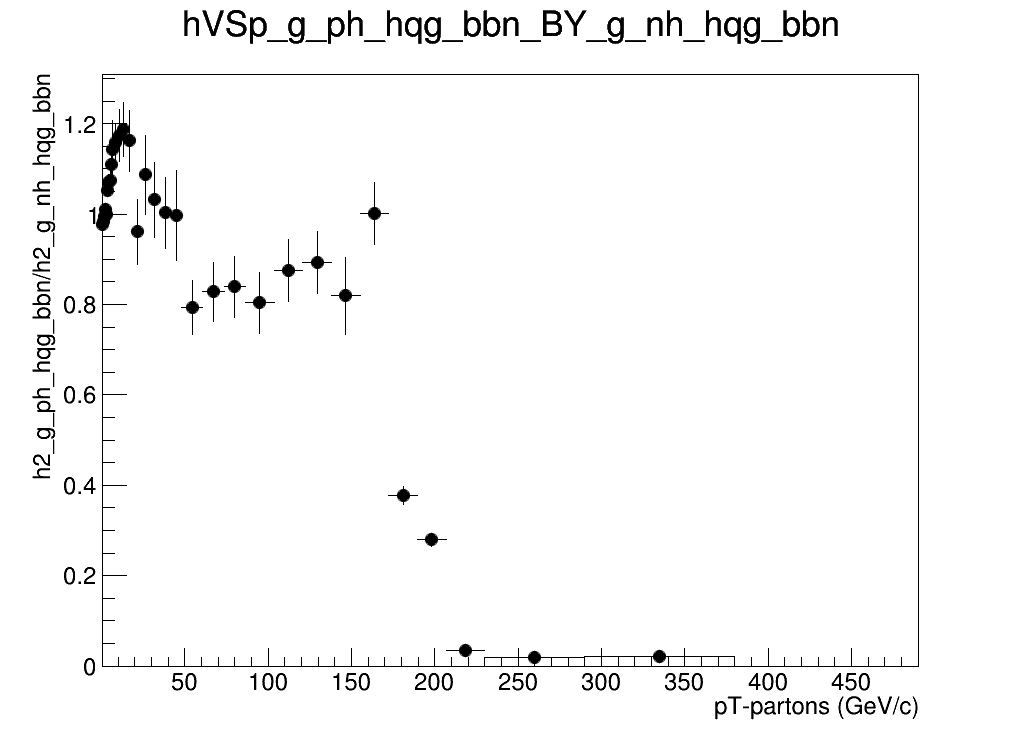 hVSp_g_ph_hqg_bbn_BY_g_nh_hqg_bbn
h2_g_ph_hqg_bbn/h2_g_nh_hqg_bbn
1.2
1
0.8
0.6
0.4
0.2
0
50 100 150 200 250 300 350 400 450
pT-partons (GeV/c)